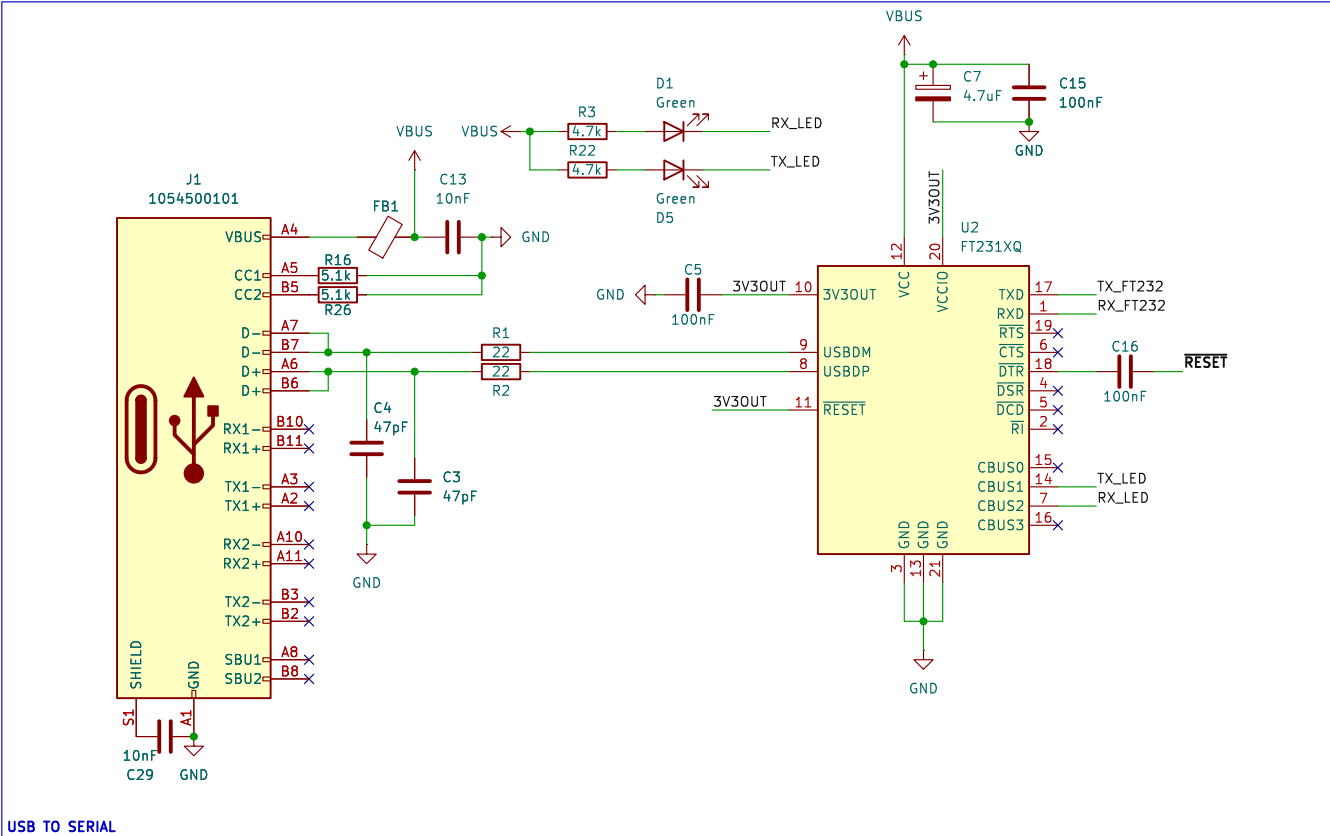 VBUS
C7
4.7uF
C15
100nF
GND
D1
Green
R3
4.7k
RX_LED
VBUS
R22
4.7k
TX_LED
Green
D5
VBUS
C13
10nF
FB1
GND
J1
1054500101
VBUS A4
CC1 A5
CC2 B5
D- A7
D- B7
D+ A6
D+ B6
RX1- B10
RX1+ B11
TX1- A3
TX1+ A2
RX2- A10
RX2+ A11
TX2- B3
TX2+ B2
SBU1 A8
SBU2 B8
SHIELD
GND
S1
A1
10nF
C29
GND
R16
5.1k
5.1k
R26
R1
22
22
R2
C4
47pF
C3
47pF
GND
GND
C5
100nF
3V3OUT
3V3OUT
3V3OUT
U2
FT231XQ
12
VCC
20
VCCIO
10 3V3OUT
9 USBDM
8 USBDP
11 RESET
TXD 17 TX_FT232
RXD 1 RX_FT232
RTS 19
CTS 6
DTR 18
DSR 4
DCD 5
RI 2
CBUS0 15
CBUS1 14 TX_LED
CBUS2 7 RX_LED
CBUS3 16
C16
100nF
RESET
GND GND GND
3 13 21
GND
USB TO SERIAL